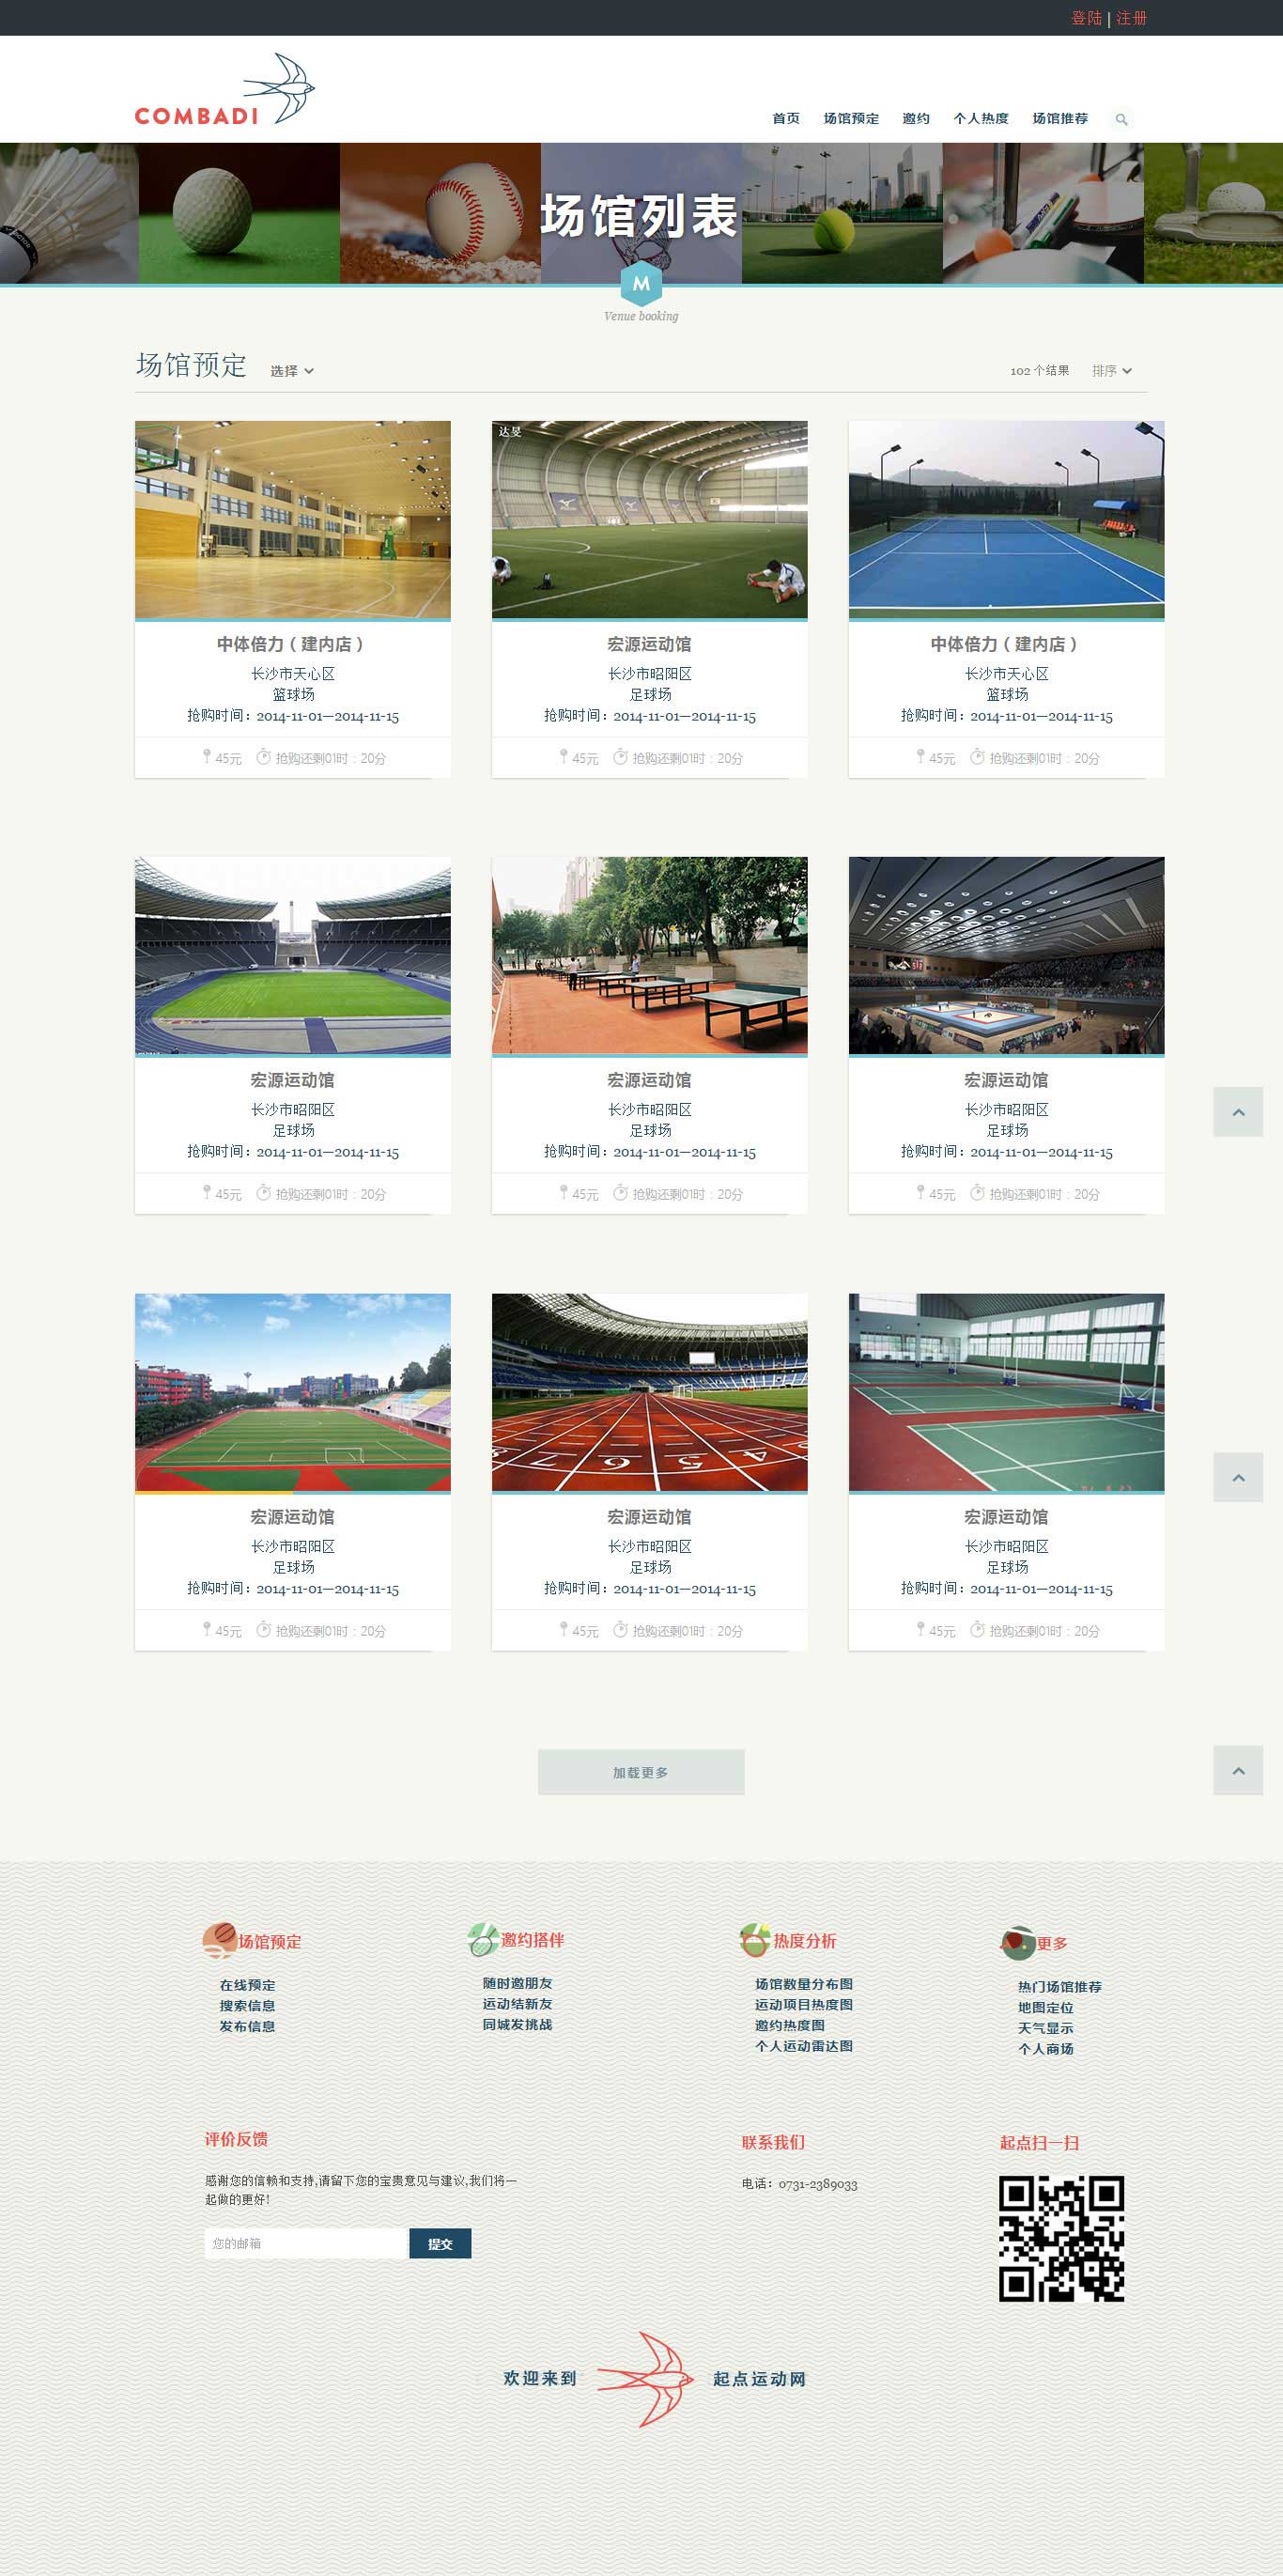 登陆 | 注册
COMBADI
首页 场馆预定 邀约 个人热度 场馆推荐
场馆列表
M
Venue booking
场馆预定 选择 102 个结果 排序
达旻
中体倍力（建内店）
长沙市天心区
篮球场
抢购时间：2014-11-01—2014-11-15
45元 抢购还剩01时：20分
宏源运动馆
长沙市昭阳区
足球场
抢购时间：2014-11-01—2014-11-15
45元 抢购还剩01时：20分
中体倍力（建内店）
长沙市天心区
篮球场
抢购时间：2014-11-01—2014-11-15
45元 抢购还剩01时：20分
宏源运动馆
长沙市昭阳区
足球场
抢购时间：2014-11-01—2014-11-15
45元 抢购还剩01时：20分
宏源运动馆
长沙市昭阳区
足球场
抢购时间：2014-11-01—2014-11-15
45元 抢购还剩01时：20分
宏源运动馆
长沙市昭阳区
足球场
抢购时间：2014-11-01—2014-11-15
45元 抢购还剩01时：20分
宏源运动馆
长沙市昭阳区
足球场
抢购时间：2014-11-01—2014-11-15
45元 抢购还剩01时：20分
7 6 5 5 4
宏源运动馆
长沙市昭阳区
足球场
抢购时间：2014-11-01—2014-11-15
45元 抢购还剩01时：20分
宏源运动馆
长沙市昭阳区
足球场
抢购时间：2014-11-01—2014-11-15
45元 抢购还剩01时：20分
加载更多
场馆预定
在线预定
搜索信息
发布信息
邀约搭伴
随时邀朋友
运动结新友
同城发挑战
热度分析
场馆数量分布图
运动项目热度图
邀约热度图
个人运动雷达图
更多
热门场馆推荐
地图定位
天气显示
个人商场
评价反馈
感谢您的信赖和支持,请留下您的宝贵意见与建议,我们将一
起做的更好!
您的邮箱 提交
联系我们
电话：0731-2389033
起点扫一扫
欢迎来到 起点运动网